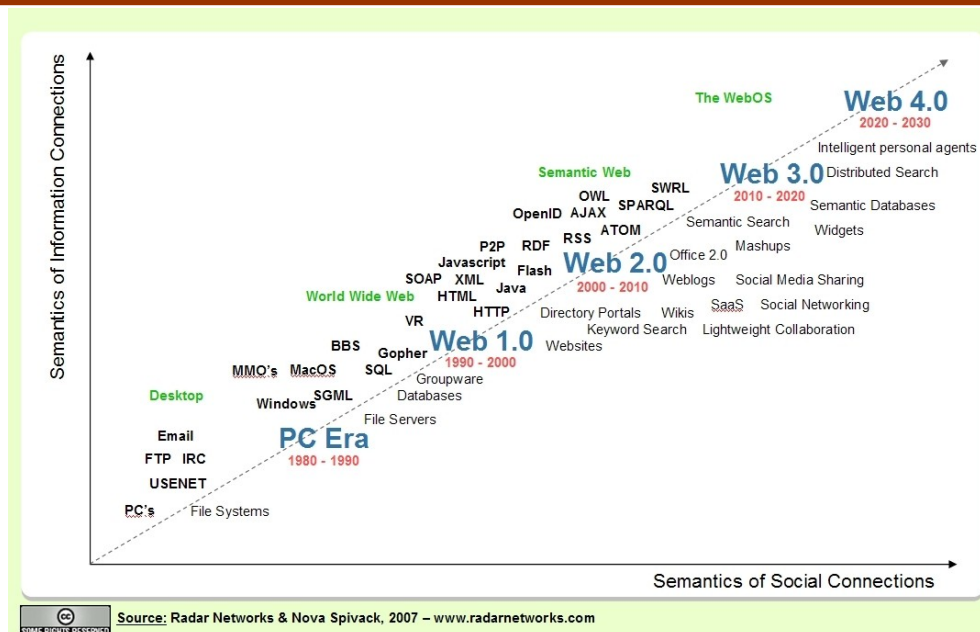 Semantics of Information Connections
The WebOS
Web 4.0
2020 - 2030
Intelligent personal agents
Semantic Web
Web 3.0
Distributed Search
2010 - 2020
SWRL
OWL
SPARQL
Semantic Databases
OpenID AJAX
Semantic Search
ATOM
Widgets
RSS
P2P RDF
Mashups
Office 2.0
Javascript
Flash
Web 2.0
2000 - 2010
SOAP XML
Weblogs
Social Media Sharing
Java
World Wide Web
HTML
HTTP
SaaS
Social Networking
Directory Portals
Wikis
VR
Keyword Search
Lightweight Collaboration
Web 1.0
1990 - 2000
Websites
BBS
Gopher
MMO's
MacOS
SQL
Groupware
Desktop
SGML
Databases
Windows
File Servers
Email
PC Era
1980 - 1990
FTP IRC
USENET
PC's
File Systems
Semantics of Social Connections
cc
SOME RIGHTS RESERVED
Source: Radar Networks & Nova Spivack, 2007 – www.radarnetworks.com